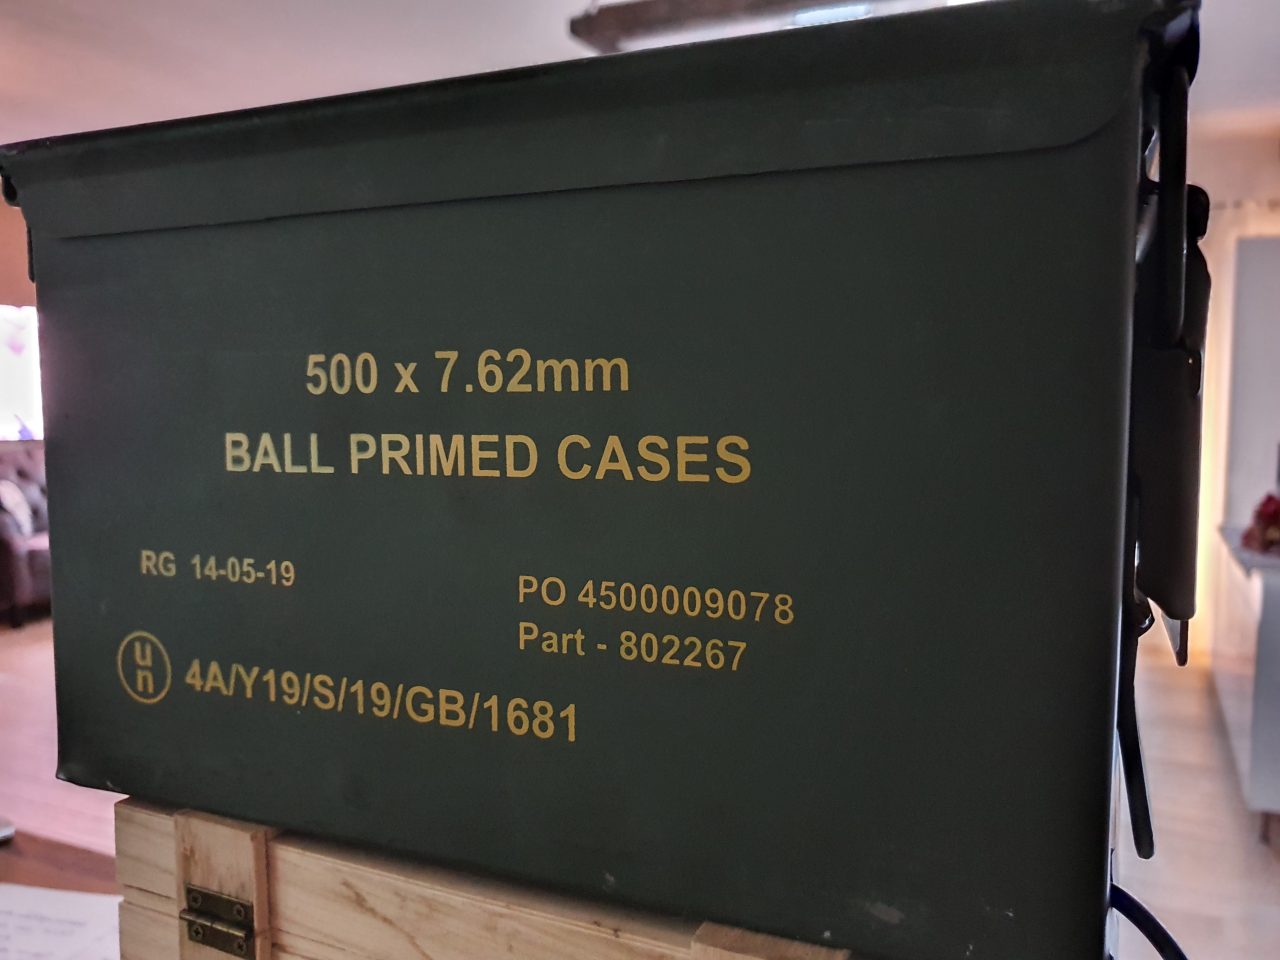 500 x 7.62mm
BALL PRIMED CASES
RG 14-05-19
PO 4500009078
Part - 802267
un 4A/Y19/S/19/GB/1681